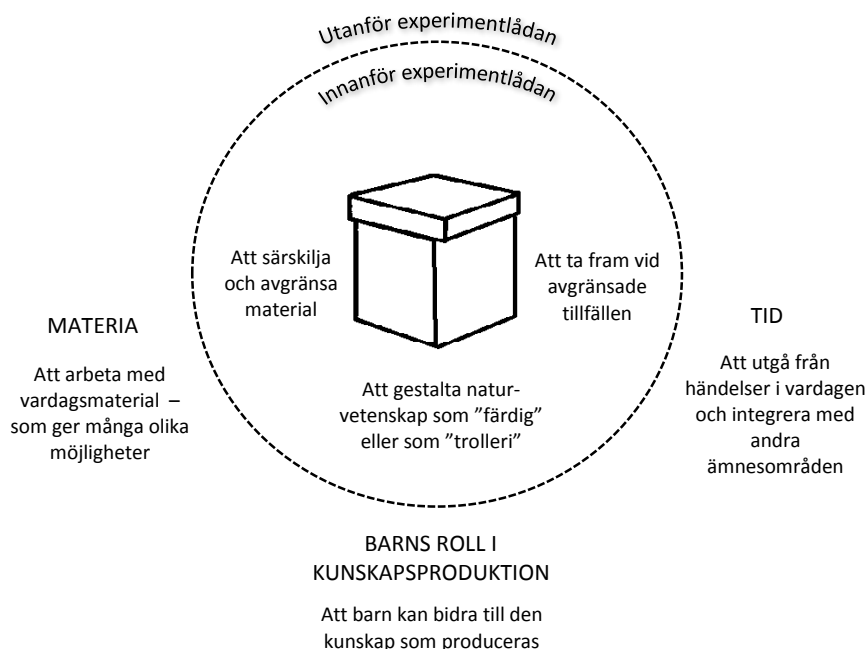 Utanför experimentlådan
Innanför experimentlådan
Att särskilja
och avgränsa
material
Att ta fram vid
avgränsade
tillfällen
Att gestalta natur-
vetenskap som ”färdig”
eller som ”trolleri”
MATERIA
Att arbeta med
vardagsmaterial –
som ger många olika
möjligheter
TID
Att utgå från
händelser i vardagen
och integrera med
andra
ämnesområden
BARNS ROLL I
KUNSKAPSPRODUKTION
Att barn kan bidra till den
kunskap som produceras